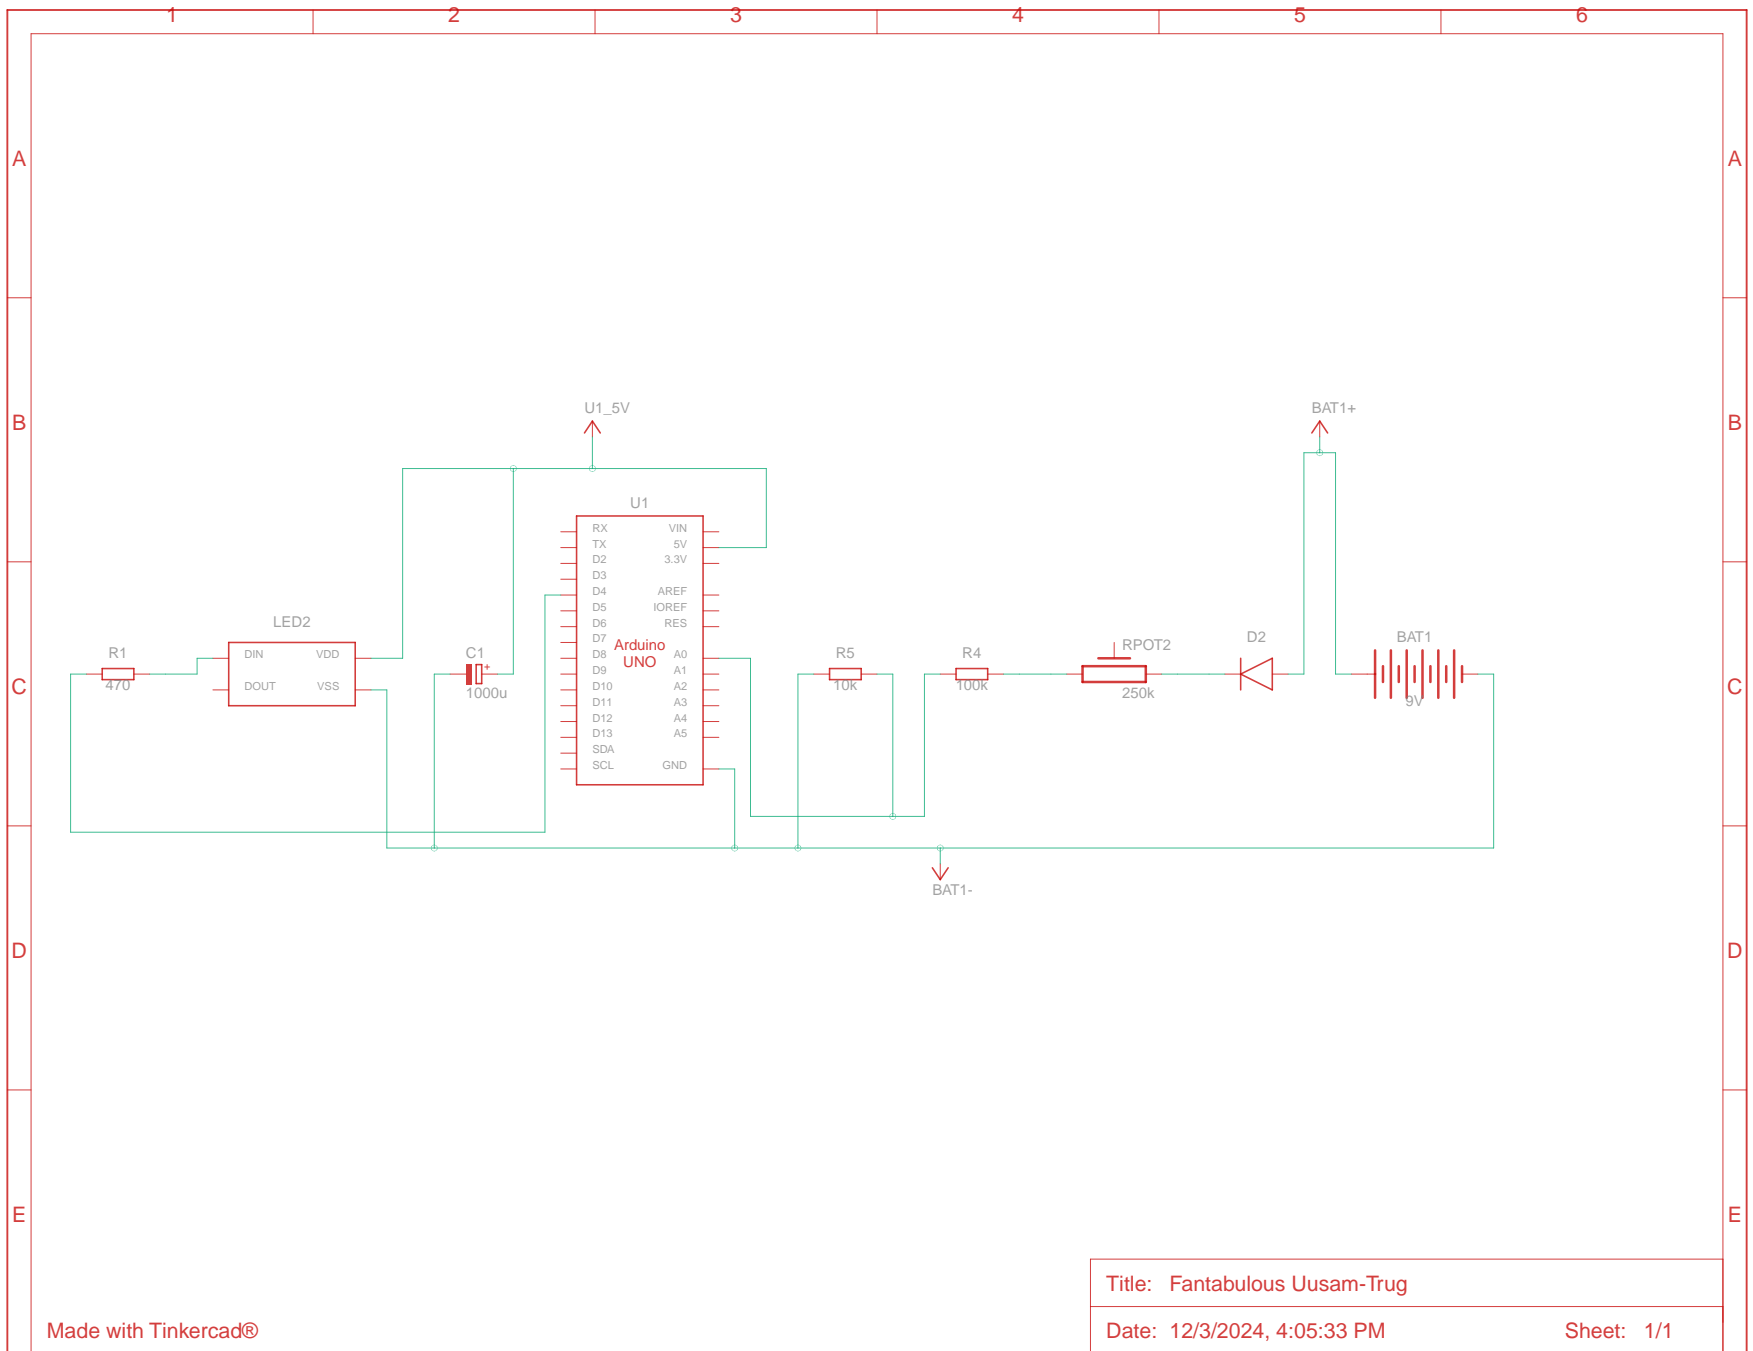 1 2 3 4 5 6
A A
U1_5V BAT1+
B B
U1
RX VIN
TX 5V
D2 3.3V
D3
D4 AREF
D5 IOREF
D6 RES
D7
D8 A0
D9 A1
D10 A2
D11 A3
D12 A4
D13 A5
SDA
SCL GND
Arduino
UNO
LED2
DIN VDD
DOUT VSS
R1
470
C1
+
1000u
R5
10k
R4
100k
RPOT2
250k
D2
BAT1
9V
C C
BAT1-
D D
E E
Title: Fantabulous Uusam-Trug
Made with Tinkercad®
Date: 12/3/2024, 4:05:33 PM Sheet: 1/1